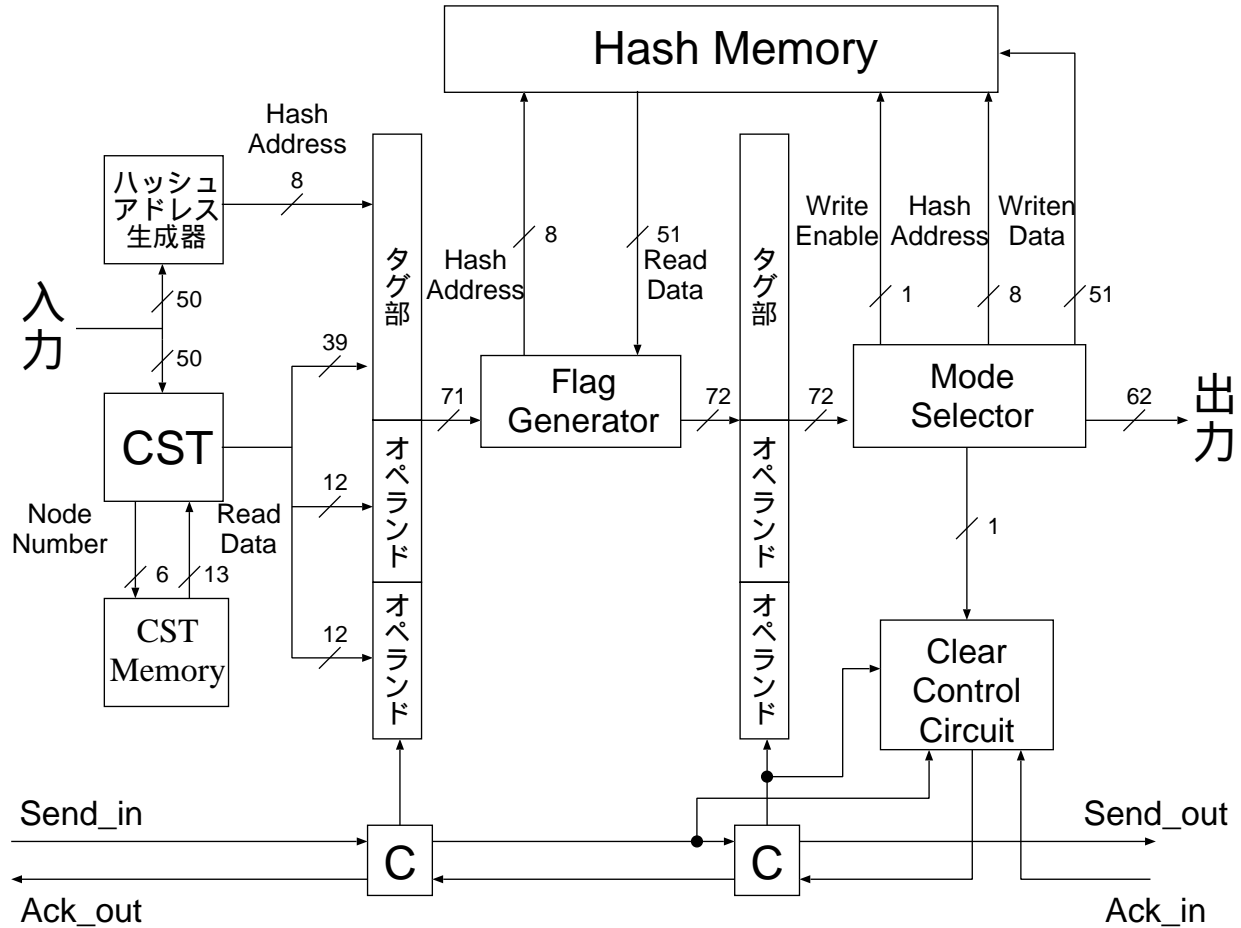 Hash Memory
Hash
Address
8
ハッシュ
アドレス
生成器
50
入
力
50
39
CST
12
Node
Number
Read
Data
6
13
CST
Memory
12
タグ部
オペランド
オペランド
71
Hash
Address
8
51
Read
Data
Flag
Generator
72
タグ部
オペランド
オペランド
72
Write
Enable
1
Hash
Address
8
Writen
Data
51
Mode
Selector
62
出
力
1
Clear
Control
Circuit
Send_in
C
C
Send_out
Ack_out
Ack_in